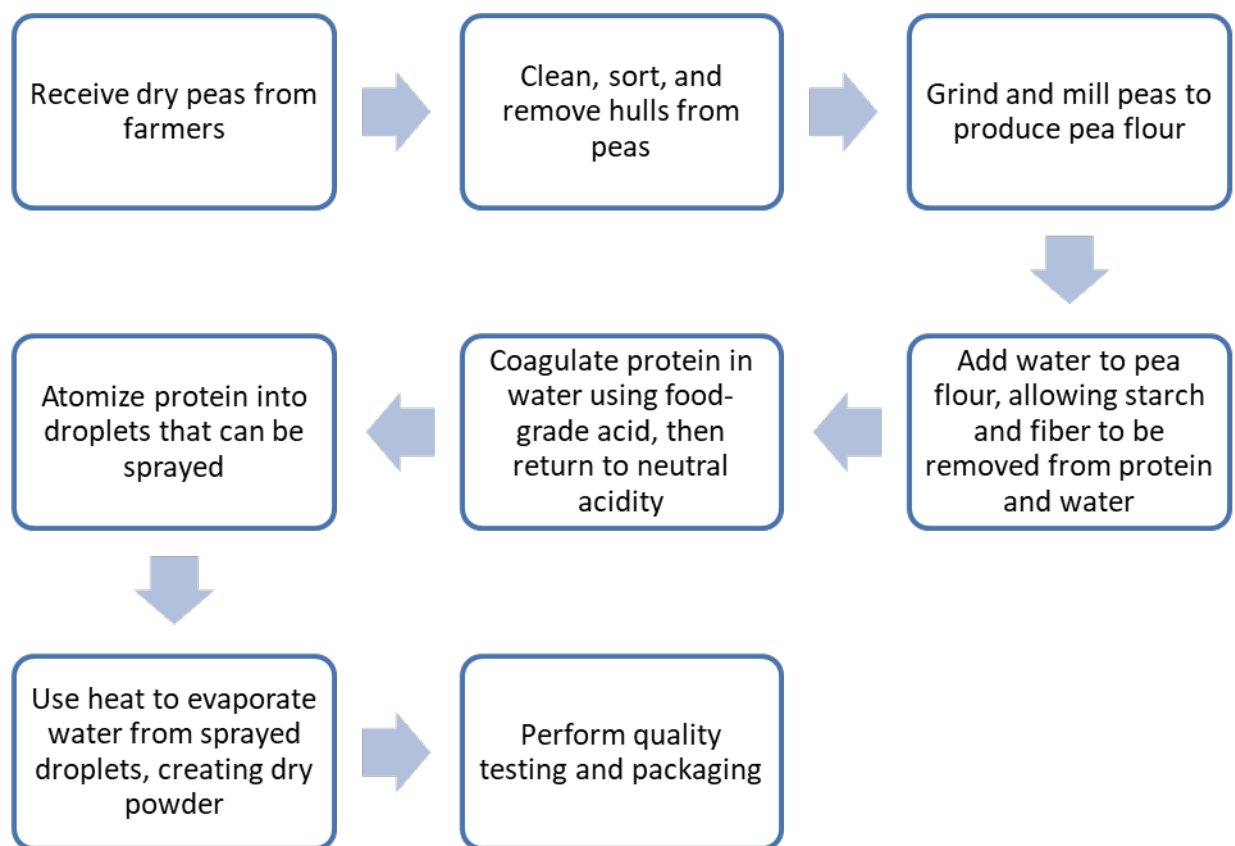 Receive dry peas from
farmers
Clean, sort, and
remove hulls from
peas
Grind and mill peas to
produce pea flour
Add water to pea
flour, allowing starch
and fiber to be
removed from protein
and water
Coagulate protein in
water using food-
grade acid, then
return to neutral
acidity
Atomize protein into
droplets that can be
sprayed
Use heat to evaporate
water from sprayed
droplets, creating dry
powder
Perform quality
testing and packaging